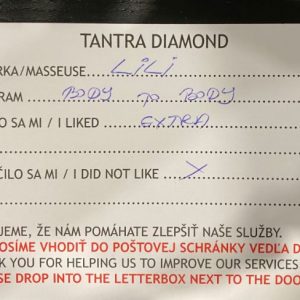 TANTRA DIAMOND
RKA/MASSEUSE.....LiLi
RAM BODY TO BODY
O SA MI / I LIKED EXTRA
ČILO SA MI / I DID NOT LIKE X
UJEME, ŽE NÁM POMÁHATE ZLEPŠIŤ NAŠE SLUŽBY.
OSÍME VHODIŤ DO POŠTOVEJ SCHRÁNKY VEDĽA D
K YOU FOR HELPING US TO IMPROVE OUR SERVICES
SE DROP INTO THE LETTERBOX NEXT TO THE DOO